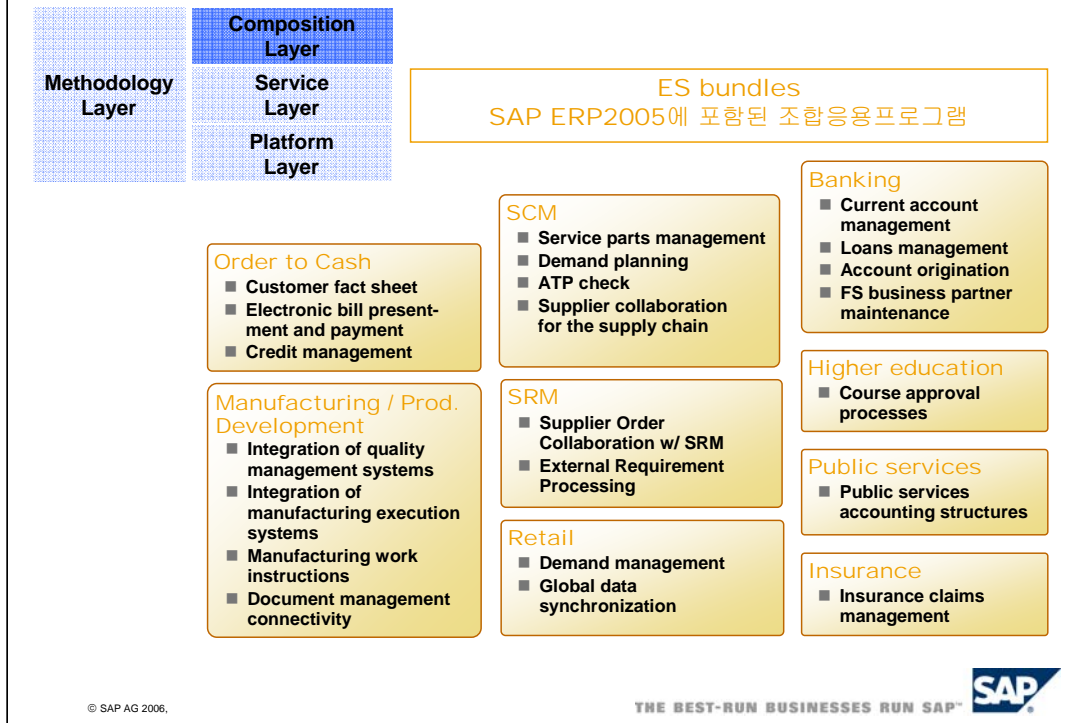 Composition
Layer
Methodology
Layer
Service
Layer
Platform
Layer
ES bundles
SAP ERP2005에 포함된 조합응용프로그램
Order to Cash
Customer fact sheet
Electronic bill present-
ment and payment
Credit management
Manufacturing / Prod.
Development
Integration of quality
management systems
Integration of
manufacturing execution
systems
Manufacturing work
instructions
Document management
connectivity
SCM
Service parts management
Demand planning
ATP check
Supplier collaboration
for the supply chain
SRM
Supplier Order
Collaboration w/ SRM
External Requirement
Processing
Retail
Demand management
Global data
synchronization
Banking
Current account
management
Loans management
Account origination
FS business partner
maintenance
Higher education
Course approval
processes
Public services
Public services
accounting structures
Insurance
Insurance claims
management
© SAP AG 2006,
THE BEST-RUN BUSINESSES RUN SAP™
SAP